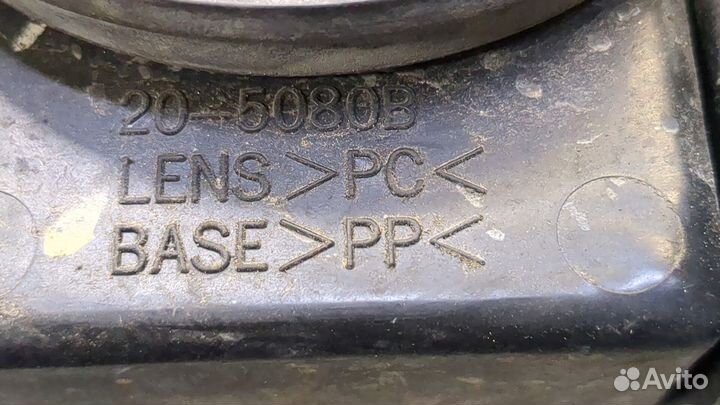 20-5080B
LENS>PC<
BASE>PP<
Avito